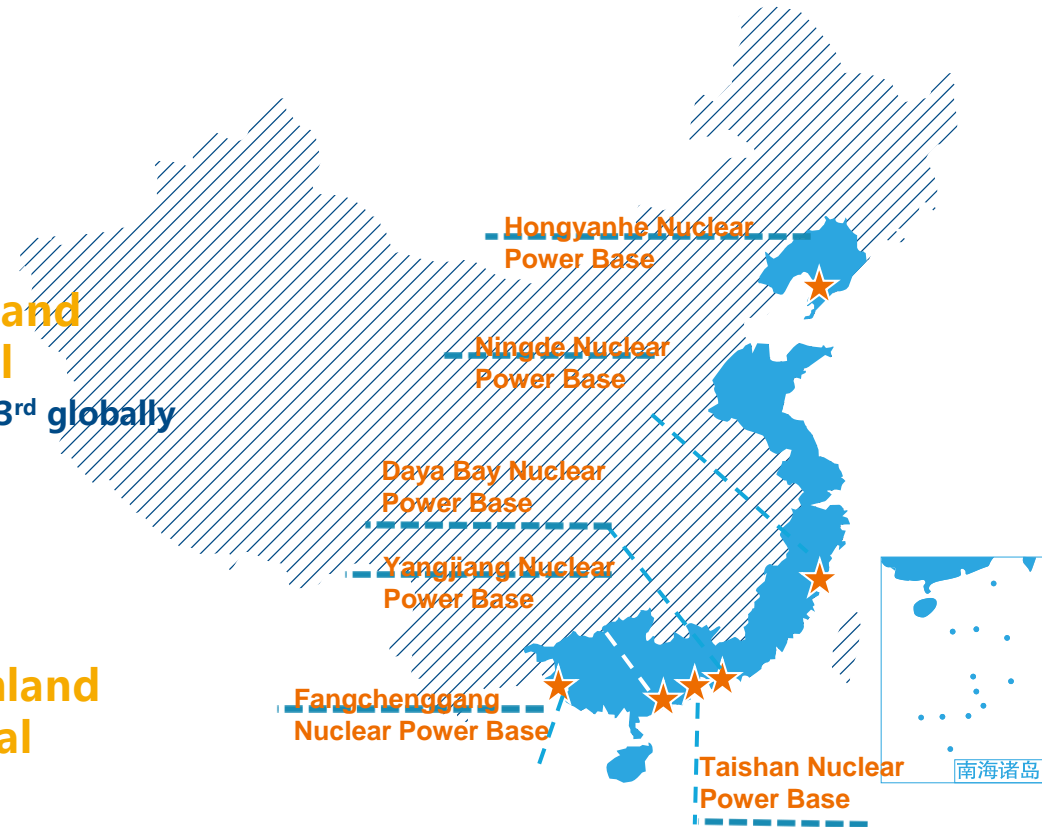 Hongyanhe Nuclear
Power Base
and
l
3rd globally
Ningde Nuclear
Power Base
Daya Bay Nuclear
Power Base
Yangjiang Nuclear
Power Base
nland
al
Fangchenggang
Nuclear Power Base
Taishan Nuclear
Power Base
南海诸岛